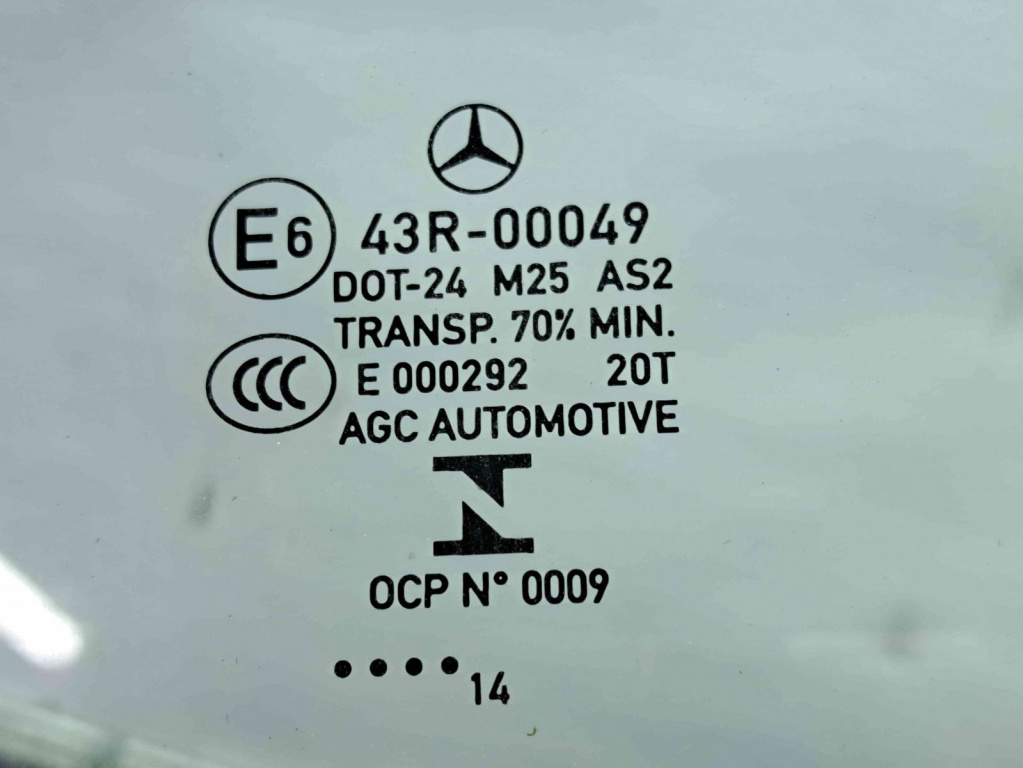 E6 43R-00049
DOT-24 M25 AS2
TRANSP. 70% MIN.
CCC E 000292 20T
AGC AUTOMOTIVE
OCP N° 0009
.... 14